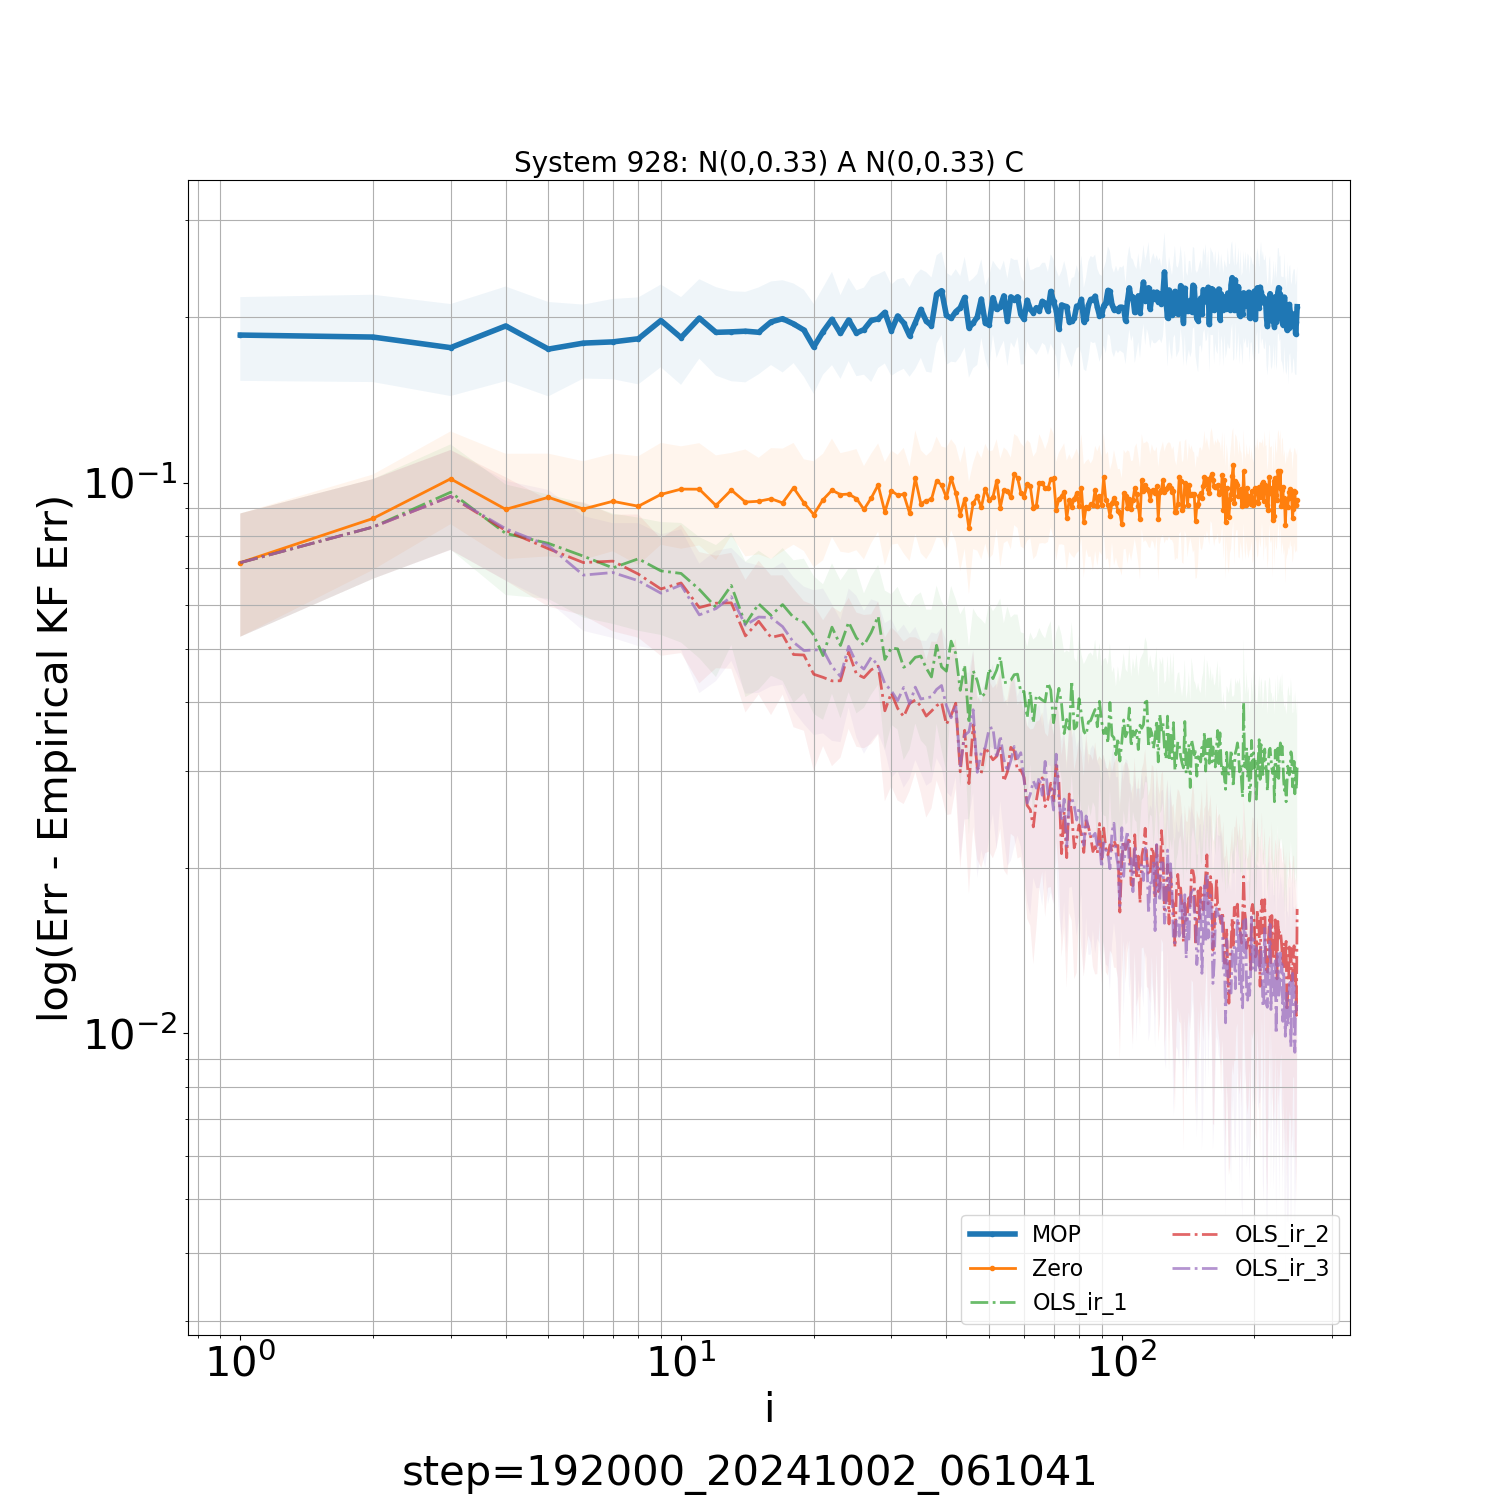 System 928: N(0,0.33) A N(0,0.33) C
log(Err - Empirical KF Err)
10⁻¹
10⁻²
MOP
Zero
OLS_ir_1
OLS_ir_2
OLS_ir_3
10⁰
10¹
10²
i
step=192000_20241002_061041